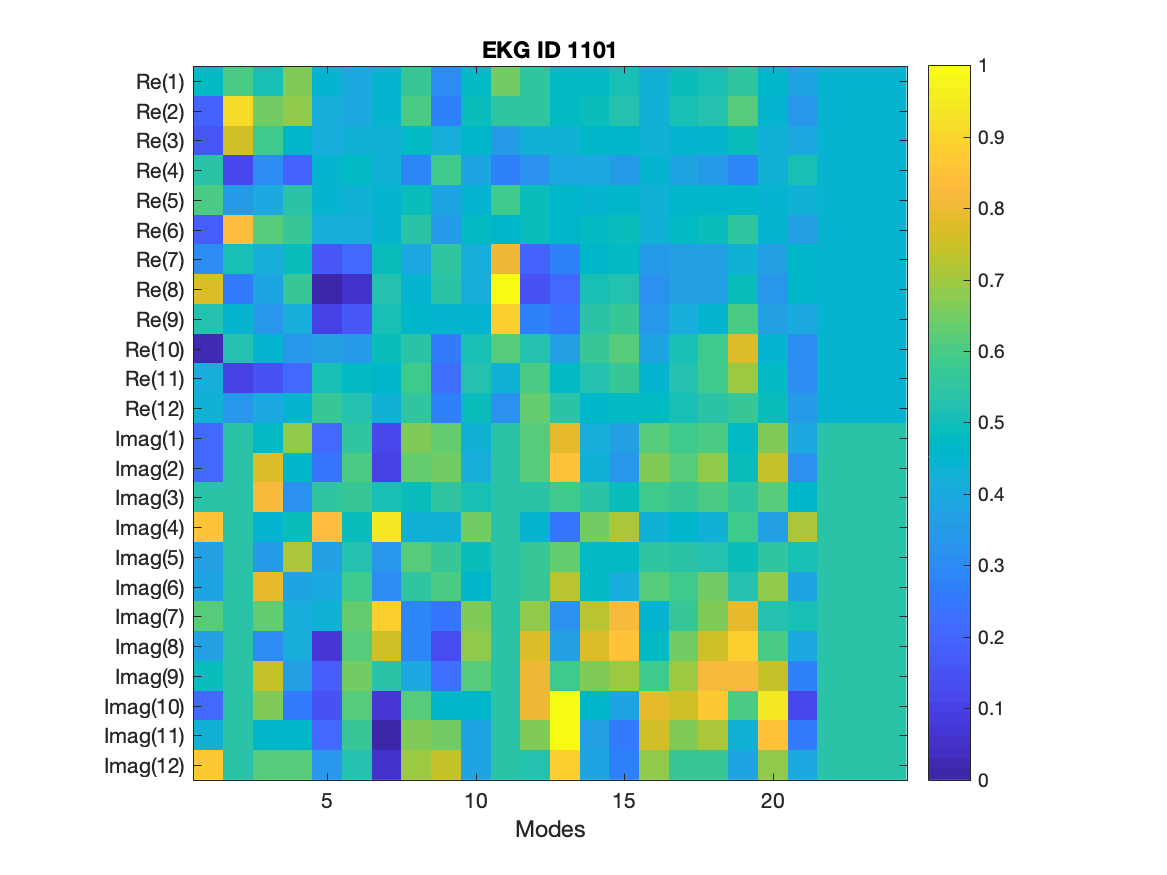 EKG ID 1101
Re(1)
Re(2)
Re(3)
Re(4)
Re(5)
Re(6)
Re(7)
Re(8)
Re(9)
Re(10)
Re(11)
Re(12)
Imag(1)
Imag(2)
Imag(3)
Imag(4)
Imag(5)
Imag(6)
Imag(7)
Imag(8)
Imag(9)
Imag(10)
Imag(11)
Imag(12)
5 10 15 20
Modes
1
0.9
0.8
0.7
0.6
0.5
0.4
0.3
0.2
0.1
0